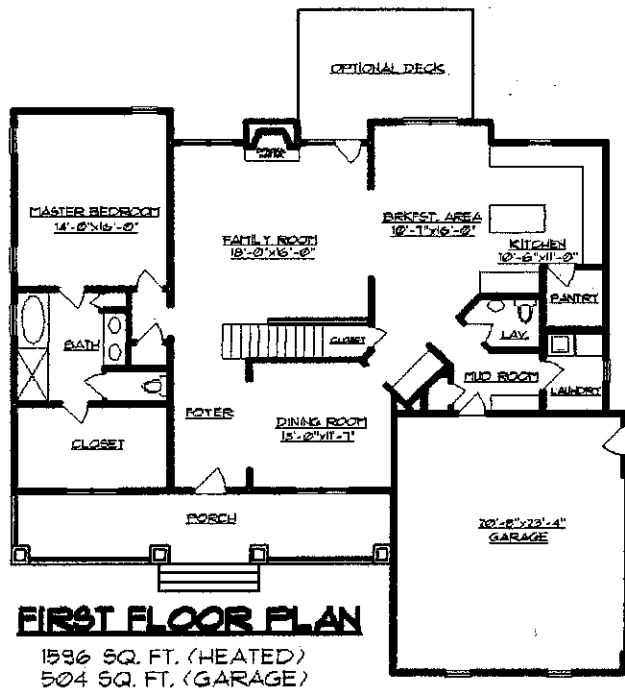 OPTIONAL DECK
MASTER BEDROOM
14'-0"x16'-0"
FAMILY ROOM
18'-0"x16'-0"
BRKFST. AREA
10'-7"x16'-0"
KITCHEN
10'-6"x11'-0"
PANTRY
BATH
CLOSET
LAV.
MUD ROOM
LAUNDRY
CLOSET
FOYER
DINING ROOM
13'-0"x11'-7"
PORCH
20'-8"x23'-4"
GARAGE
FIRST FLOOR PLAN
1596 SQ. FT. (HEATED)
504 SQ. FT. (GARAGE)